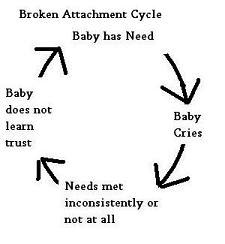 Broken Attachment Cycle
Baby has Need
Baby
Cries
Needs met
inconsistently or
not at all
Baby
does not
learn
trust